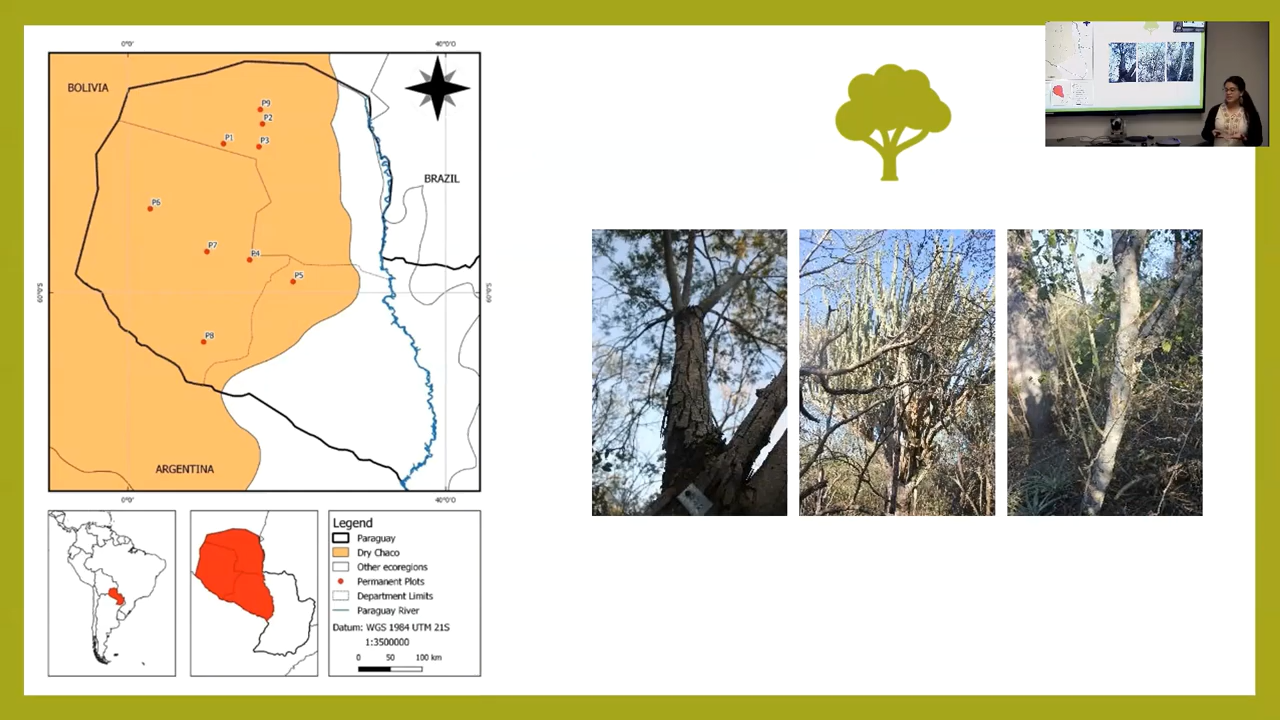 0°0' 40°0'O
BOLIVIA
P9
P2
P1
P3
BRAZIL
P6
P7
P4
P5
60°0'S 60°0'S
P8
ARGENTINA
0°0' 40°0'O
Legend
Paraguay
Dry Chaco
Other ecoregions
Permanent Plots
Department Limits
Paraguay River
Datum: WGS 1984 UTM 21S
1:3500000
0 50 100 km